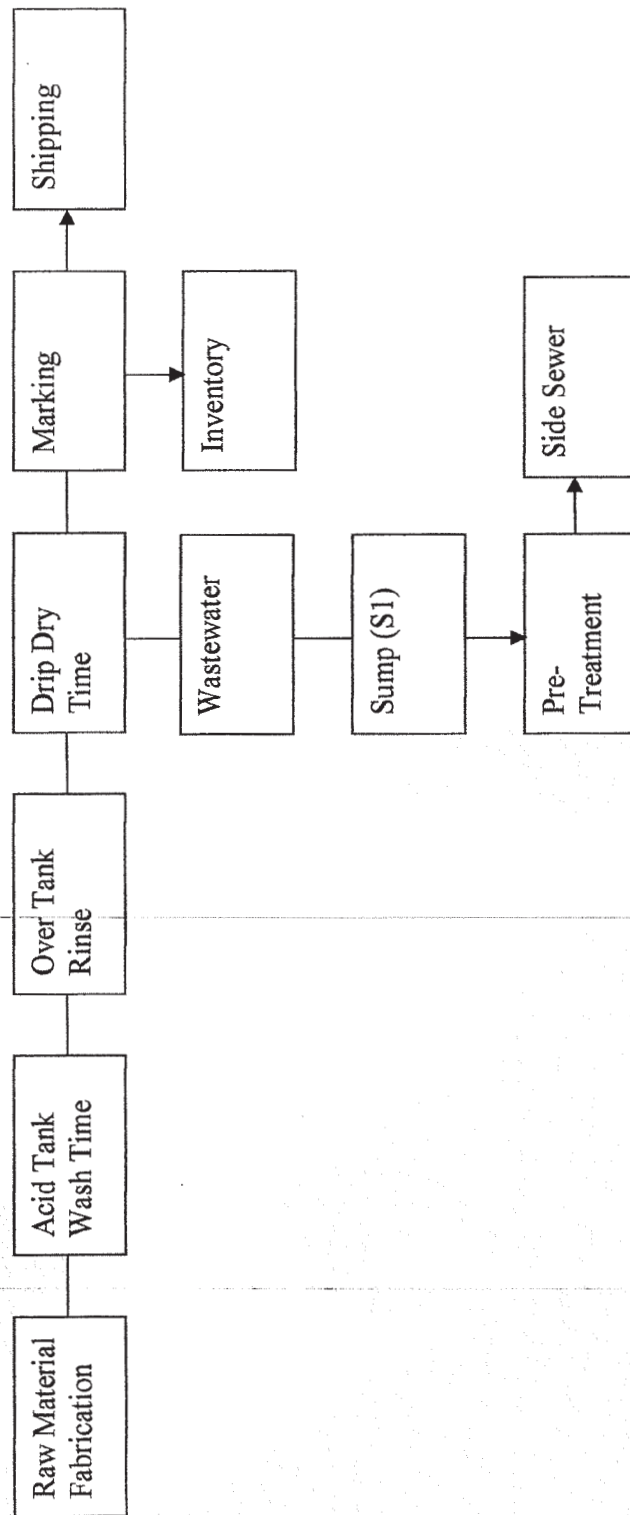 Raw Material
Fabrication
Acid Tank
Wash Time
Over Tank
Rinse
Drip Dry
Time
Marking
Shipping
Wastewater
Inventory
Sump (S1)
Pre-
Treatment
Side Sewer